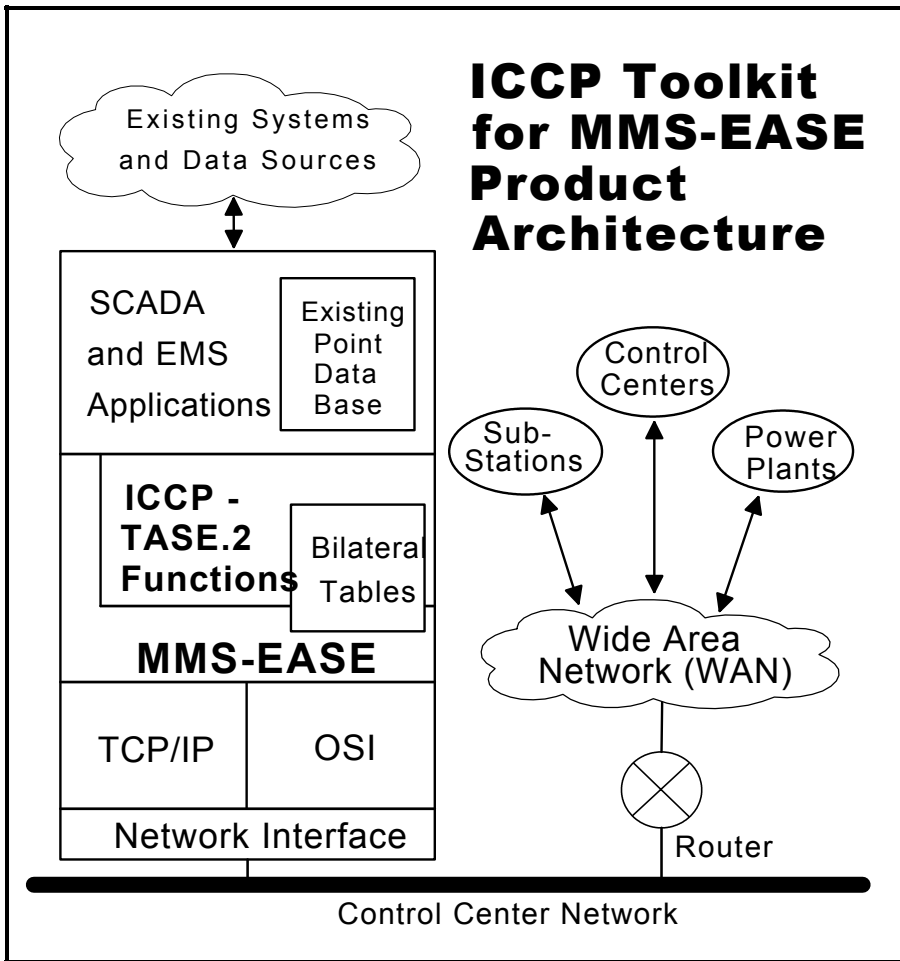 ICCP Toolkit
for MMS-EASE
Product
Architecture
Existing Systems
and Data Sources
SCADA
and EMS
Applications
Existing
Point
Data
Base
ICCP -
TASE.2
Functions
Bilateral
Tables
MMS-EASE
TCP/IP
OSI
Network Interface
Control
Centers
Sub-
Stations
Power
Plants
Wide Area
Network (WAN)
Router
Control Center Network